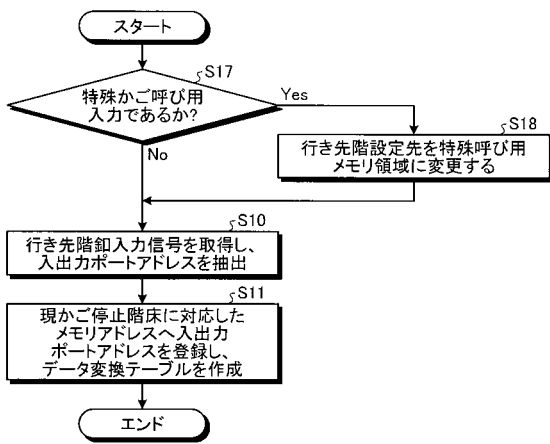 スタート
S17
特殊かご呼び用
入力であるか?
Yes
No
S18
行き先階設定先を特殊呼び用
メモリ領域に変更する
S10
行き先階釦入力信号を取得し、
入出力ポートアドレスを抽出
S11
現かご停止階床に対応した
メモリアドレスへ入出力
ポートアドレスを登録し、
データ変換テーブルを作成
エンド